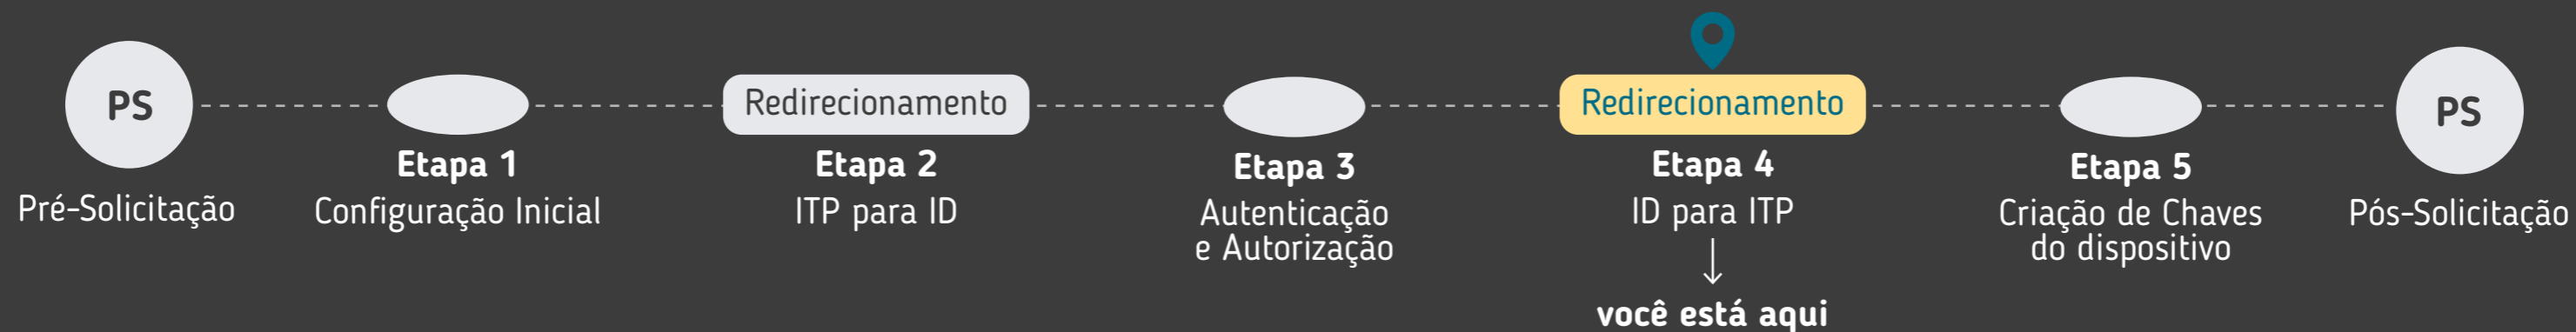 PS
Pré-Solicitação
Etapa 1
Configuração Inicial
Redirecionamento
Etapa 2
ITP para ID
Etapa 3
Autenticação
e Autorização
Redirecionamento
Etapa 4
ID para ITP
você está aqui
Etapa 5
Criação de Chaves
do dispositivo
PS
Pós-Solicitação